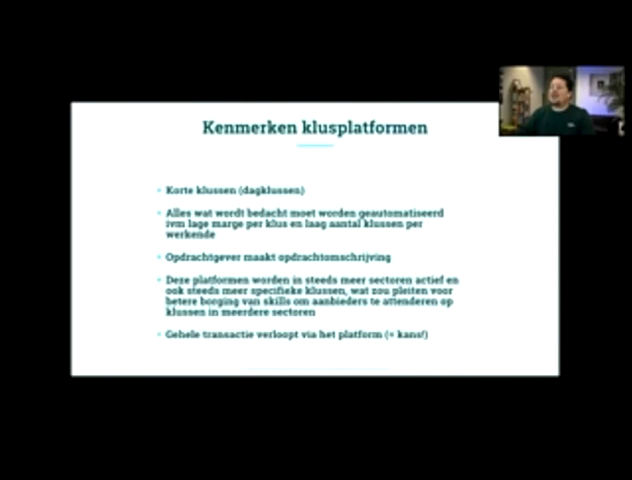 Kenmerken klusplatformen
Korte klussen (dagklussen)
Alles wat wordt bedacht moet worden geautomatiseerd
ivm lage marge per klus en laag aantal klussen per
werkende
Opdrachtgever maakt opdrachtomschrijving
Deze platformen worden in steeds meer sectoren actief en
ook steeds meer specifieke klussen, wat zou pleiten voor
betere borging van skills om aanbieders te attenderen op
klussen in meerdere sectoren
Gehele transactie verloopt via het platform (= kans!)